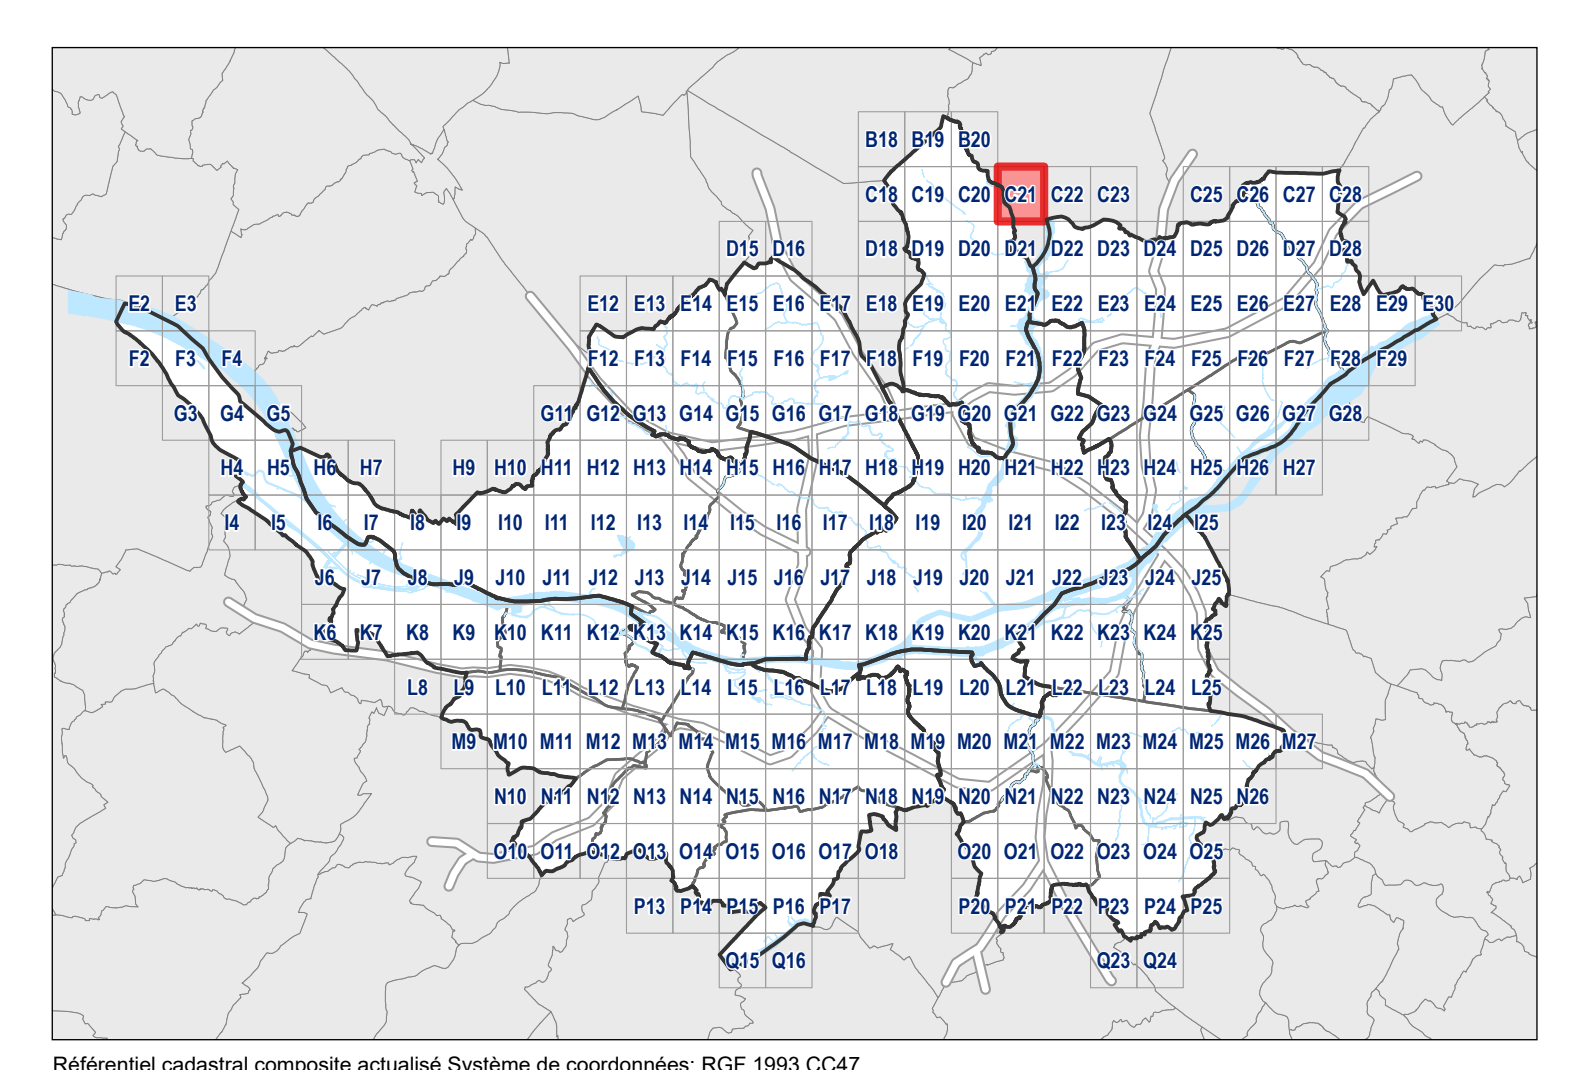 B18 B19 B20
C18 C19 C20 C21 C22 C23 C25 C26 C27 C28
D15 D16 D18 D19 D20 D21 D22 D23 D24 D25 D26 D27 D28
E2 E3 E12 E13 E14 E15 E16 E17 E18 E19 E20 E21 E22 E23 E24 E25 E26 E27 E28 E29 E30
F2 F3 F4 F12 F13 F14 F15 F16 F17 F18 F19 F20 F21 F22 F23 F24 F25 F26 F27 F28 F29
G3 G4 G5 G11 G12 G13 G14 G15 G16 G17 G18 G19 G20 G21 G22 G23 G24 G25 G26 G27 G28
H4 H5 H6 H7 H9 H10 H11 H12 H13 H14 H15 H16 H17 H18 H19 H20 H21 H22 H23 H24 H25 H26 H27
I4 I5 I6 I7 I8 I9 I10 I11 I12 I13 I14 I15 I16 I17 I18 I19 I20 I21 I22 I23 I24 I25
J6 J7 J8 J9 J10 J11 J12 J13 J14 J15 J16 J17 J18 J19 J20 J21 J22 J23 J24 J25
K6 K7 K8 K9 K10 K11 K12 K13 K14 K15 K16 K17 K18 K19 K20 K21 K22 K23 K24 K25
L8 L9 L10 L11 L12 L13 L14 L15 L16 L17 L18 L19 L20 L21 L22 L23 L24 L25
M9 M10 M11 M12 M13 M14 M15 M16 M17 M18 M19 M20 M21 M22 M23 M24 M25 M26 M27
N10 N11 N12 N13 N14 N15 N16 N17 N18 N19 N20 N21 N22 N23 N24 N25 N26
O10 O11 O12 O13 O14 O15 O16 O17 O18 O20 O21 O22 O23 O24 O25
P13 P14 P15 P16 P17 P20 P21 P22 P23 P24 P25
Q15 Q16 Q23 Q24
Référentiel cadastral composite actualisé Système de coordonnées: RGF 1993 CC47